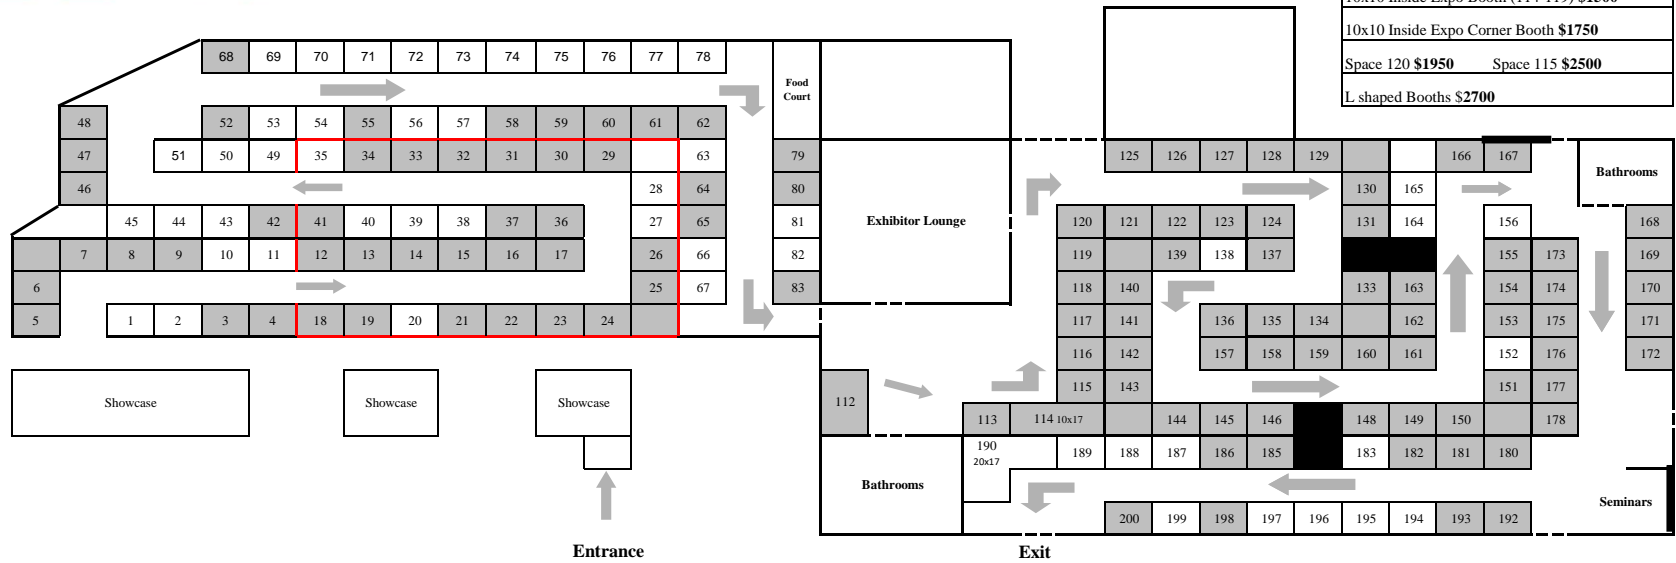 10x10 Inside Expo Booth (114-119) $1500
10x10 Inside Expo Corner Booth $1750
Space 120 $1950 Space 115 $2500
L shaped Booths $2700
68 69 70 71 72 73 74 75 76 77 78
Food
Court
48 52 53 54 55 56 57 58 59 60 61 62
47 51 50 49 35 34 33 32 31 30 29 63 79 125 126 127 128 129 166 167
Bathrooms
46 28 64 80 130 165
45 44 43 42 41 40 39 38 37 36 27 65 81 Exhibitor Lounge 120 121 122 123 124 131 164 156 168
7 8 9 10 11 12 13 14 15 16 17 26 66 82 119 139 138 137 155 173 169
6 25 67 83 118 140 133 163 154 174 170
5 1 2 3 4 18 19 20 21 22 23 24 117 141 136 135 134 162 153 175 171
116 142 157 158 159 160 161 152 176 172
115 143 151 177
Showcase Showcase Showcase 112
113 114 10x17 144 145 146 148 149 150 178
190 189 188 187 186 185 183 182 181 180
20x17
Bathrooms
Seminars
200 199 198 197 196 195 194 193 192
Entrance Exit